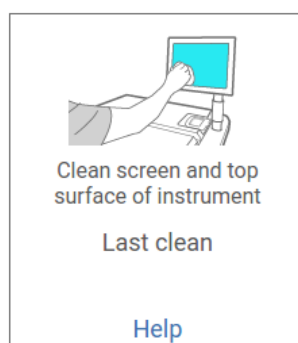 Clean screen and top
surface of instrument
Last clean
Help